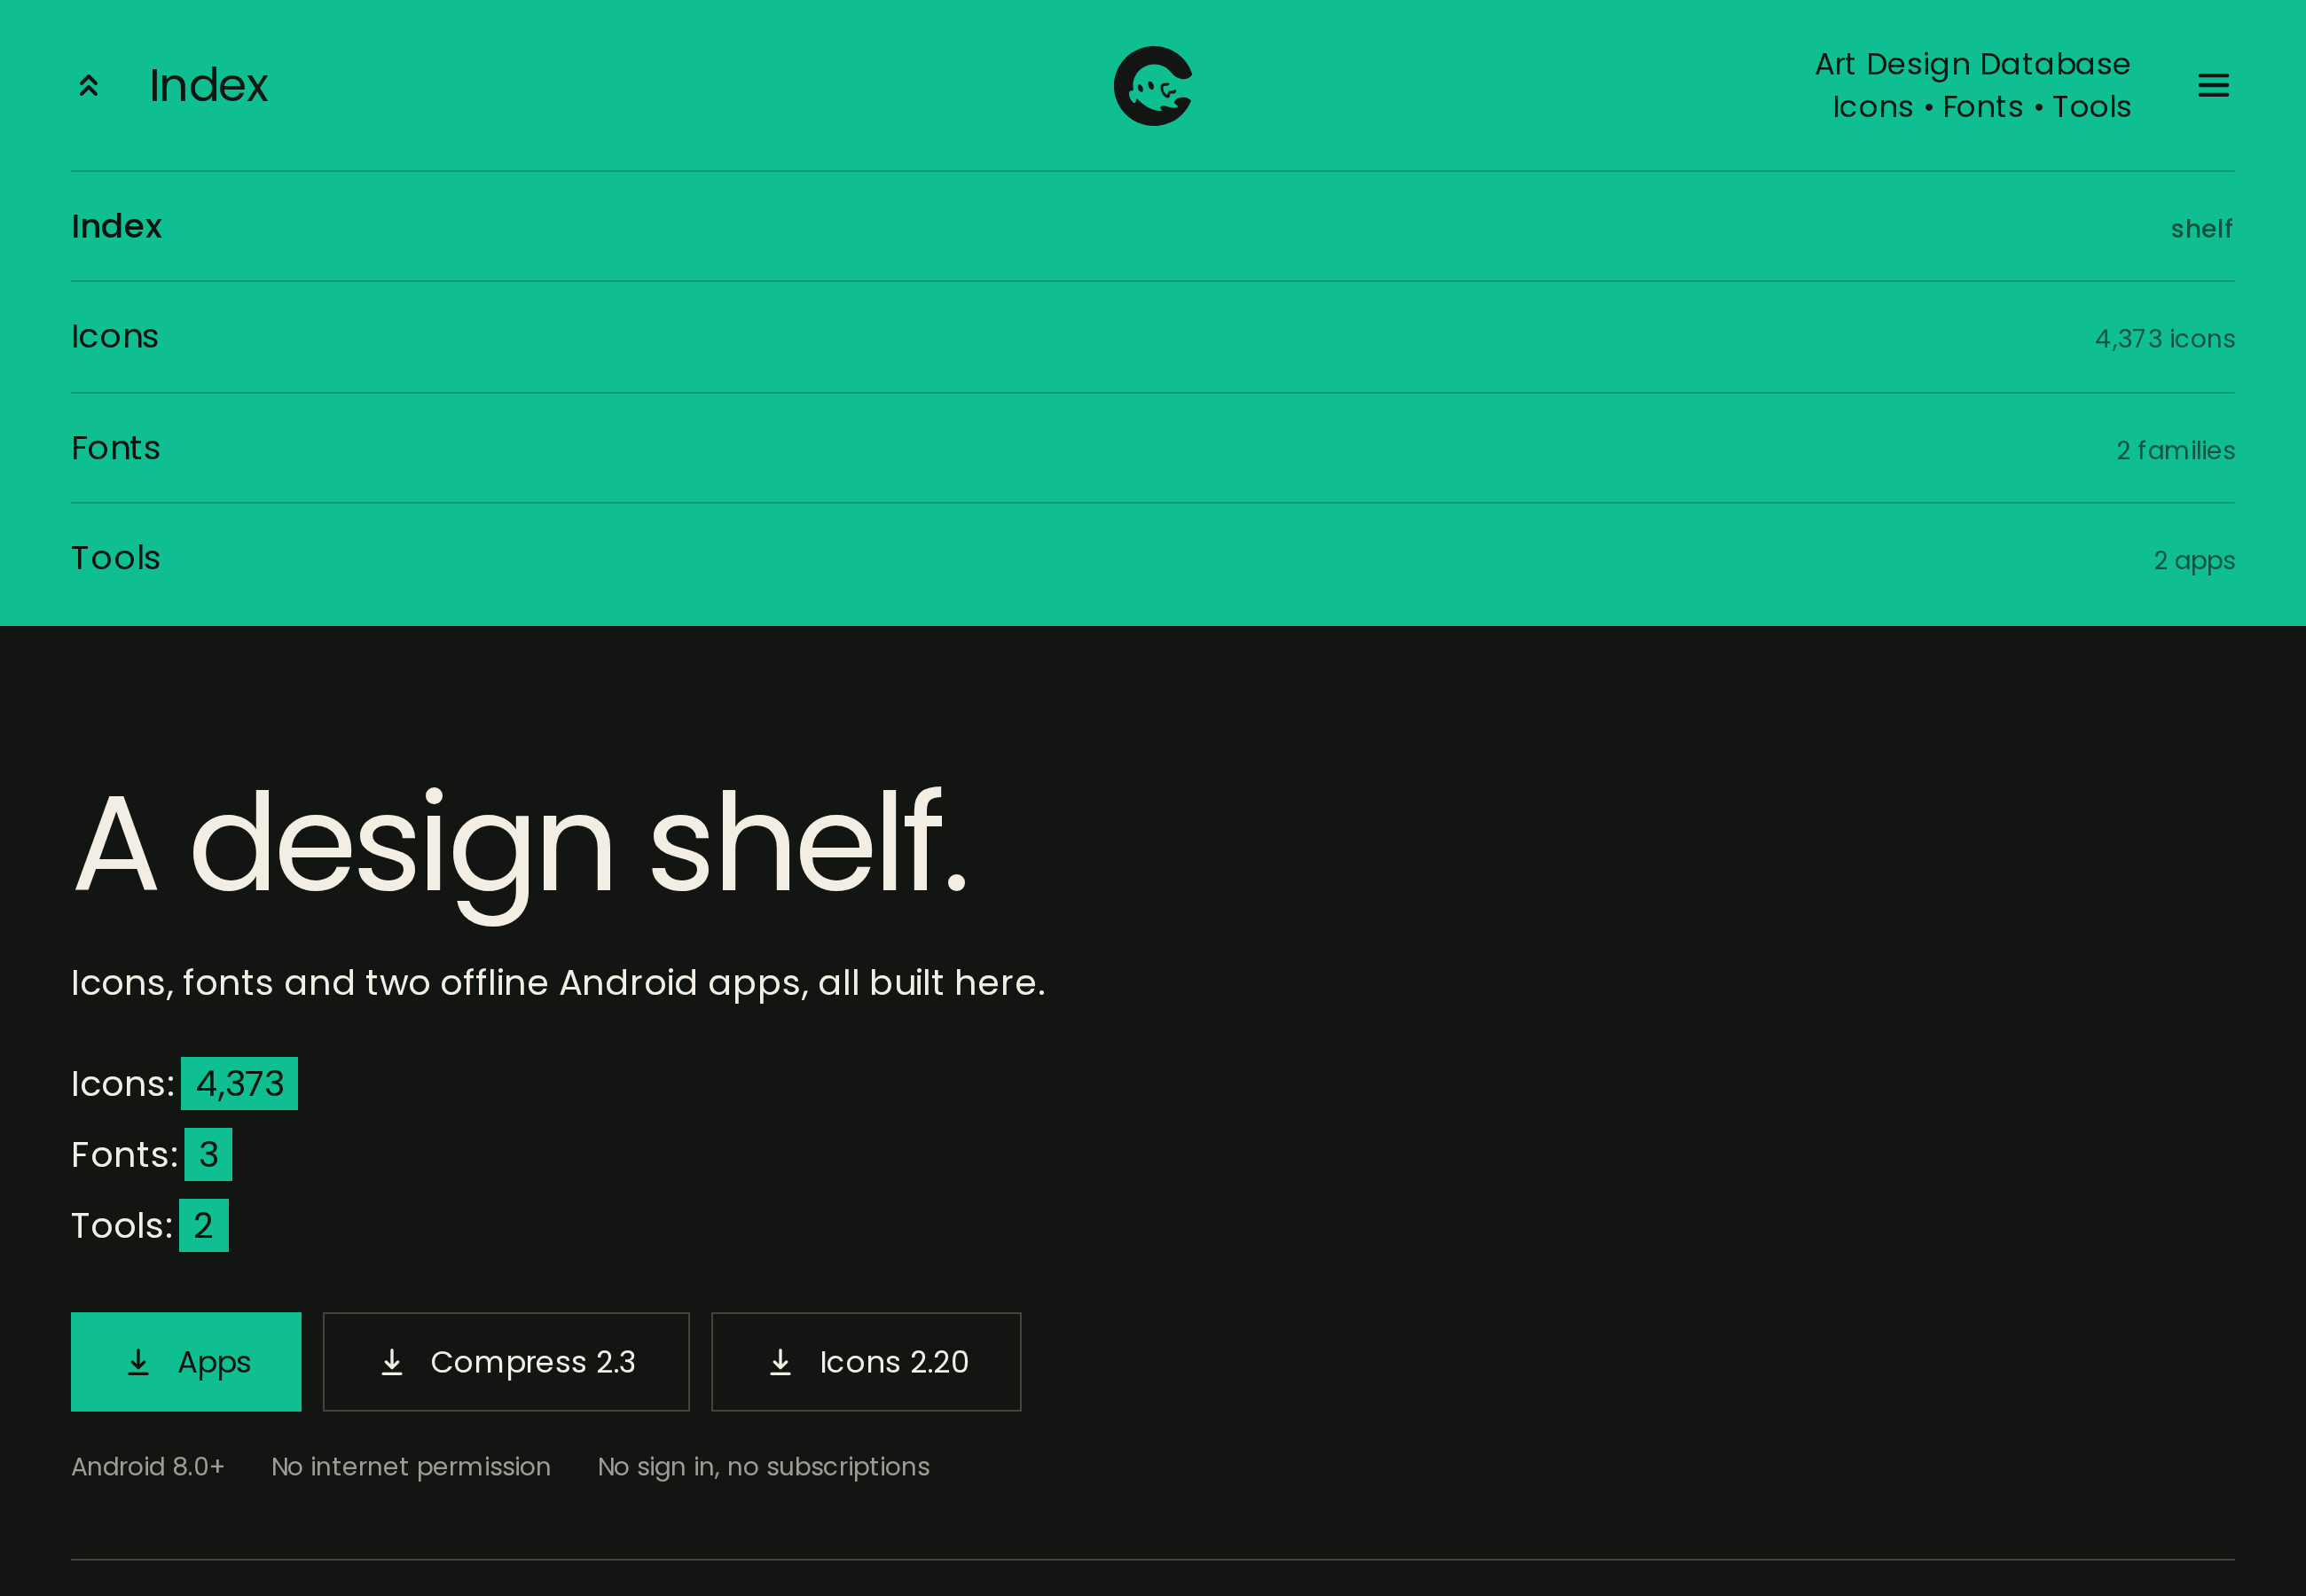 Index
Art Design Database
Icons • Fonts • Tools
Index shelf
Icons 4,373 icons
Fonts 2 families
Tools 2 apps
A design shelf.
Icons, fonts and two offline Android apps, all built here.
Icons: 4,373
Fonts: 3
Tools: 2
Apps Compress 2.3 Icons 2.20
Android 8.0+ No internet permission No sign in, no subscriptions